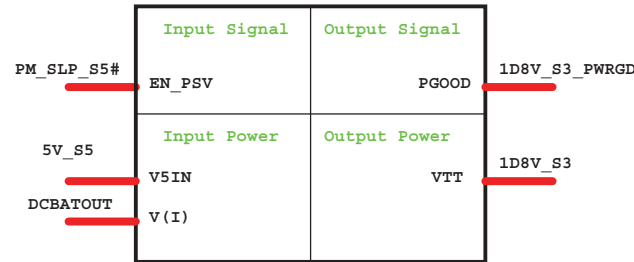 Input Signal Output Signal
PM_SLP_S5# EN_PSV PGOOD 1D8V_S3_PWRGD
Input Power Output Power
5V_S5 V5IN VTT 1D8V_S3
DCBATOUT V(I)